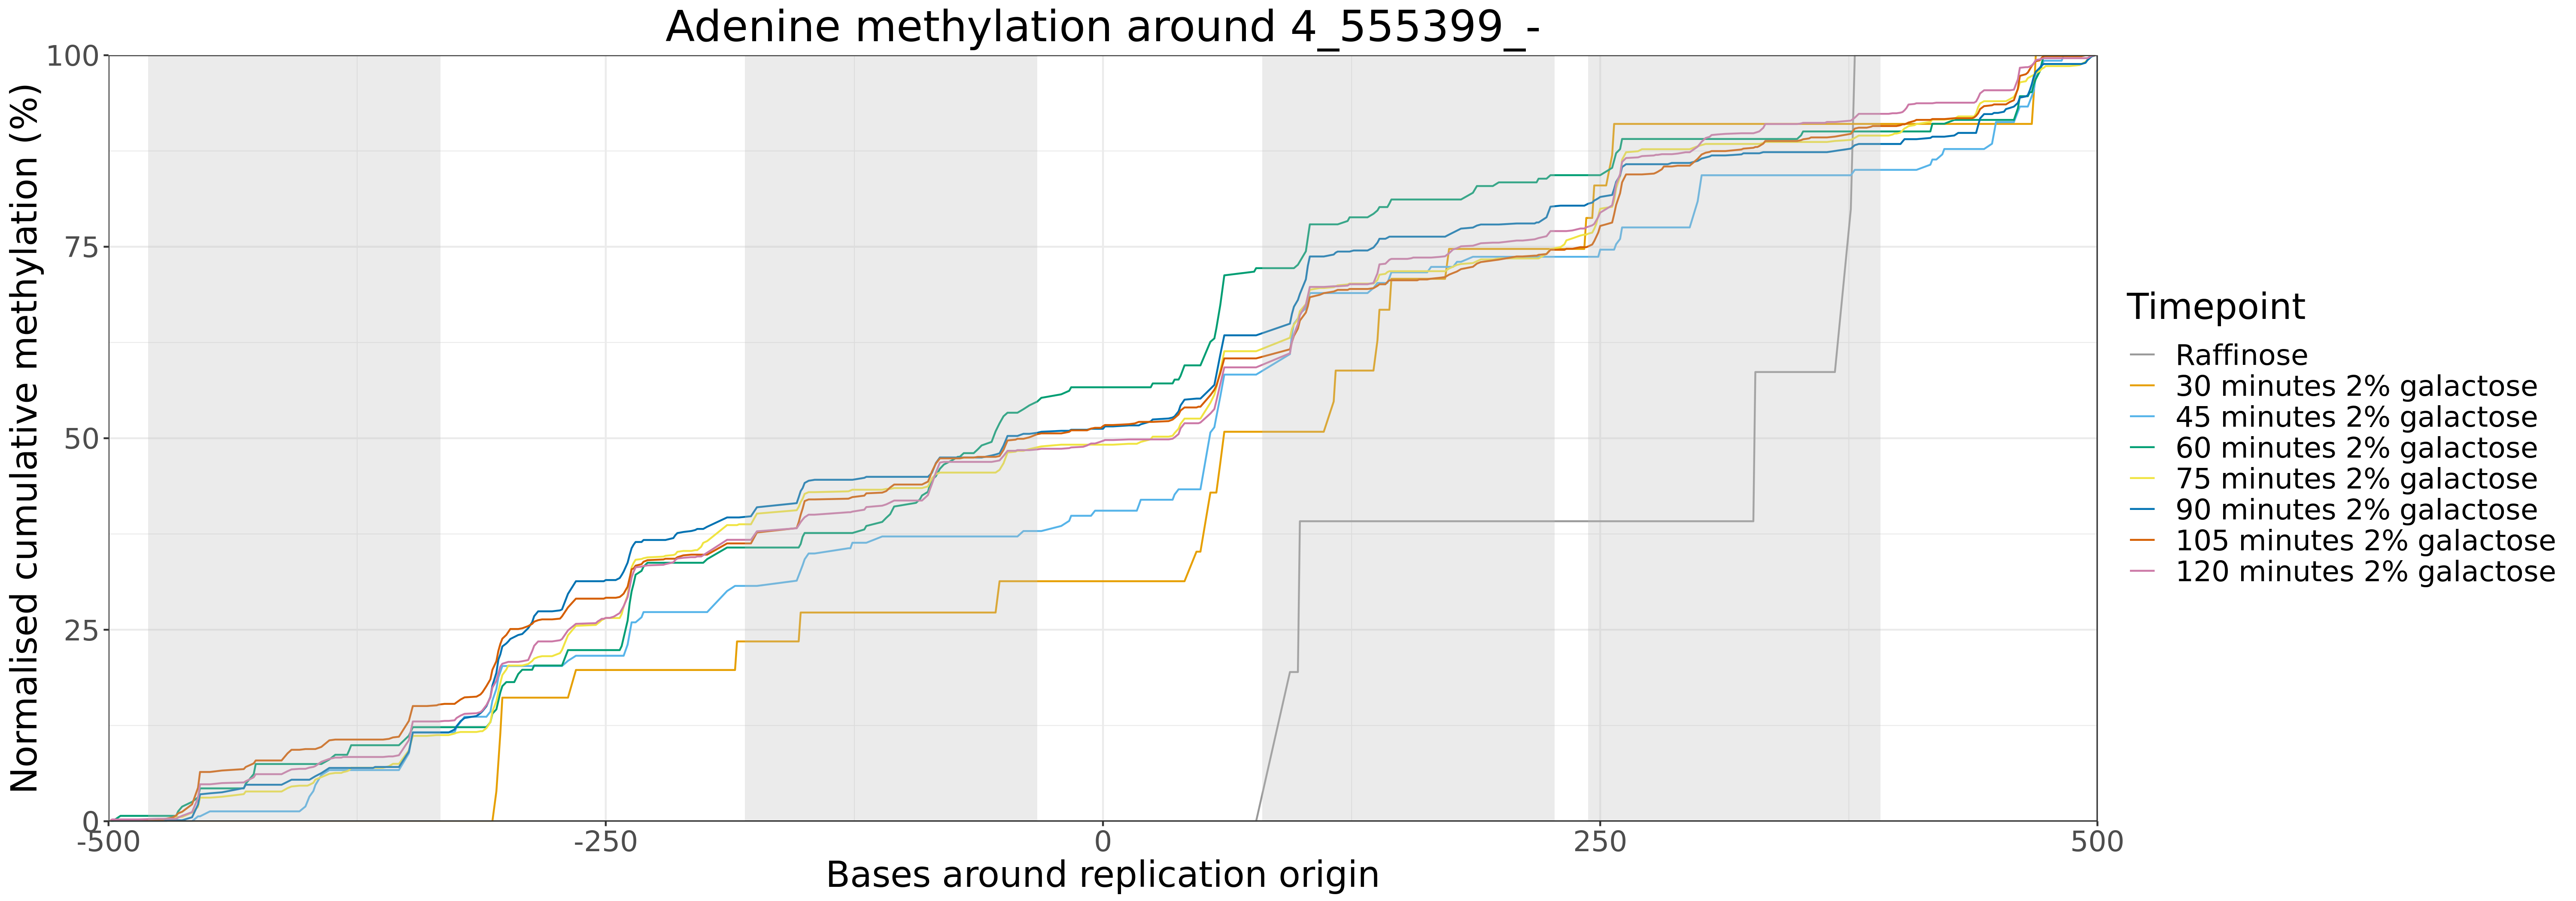 Adenine methylation around 4_555399_-
Normalised cumulative methylation (%)
100
75
50
25
0
-500
-250
0
250
500
Bases around replication origin
Timepoint
Raffinose
30 minutes 2% galactose
45 minutes 2% galactose
60 minutes 2% galactose
75 minutes 2% galactose
90 minutes 2% galactose
105 minutes 2% galactose
120 minutes 2% galactose